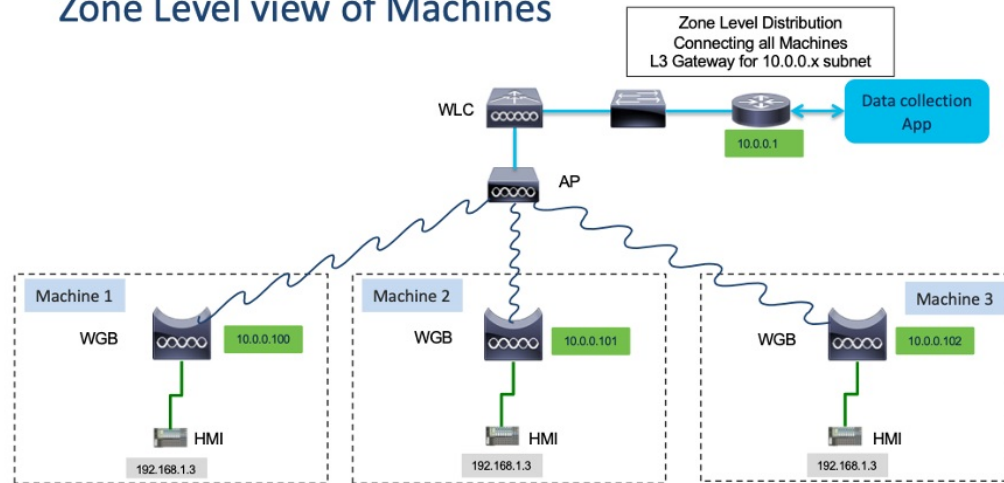 Zone Level view of Machines
Zone Level Distribution
Connecting all Machines
L3 Gateway for 10.0.0.x subnet
WLC
Data collection
App
10.0.0.1
AP
Machine 1
Machine 2
Machine 3
WGB
10.0.0.100
WGB
10.0.0.101
WGB
10.0.0.102
HMI
HMI
HMI
192.168.1.3
192.168.1.3
192.168.1.3